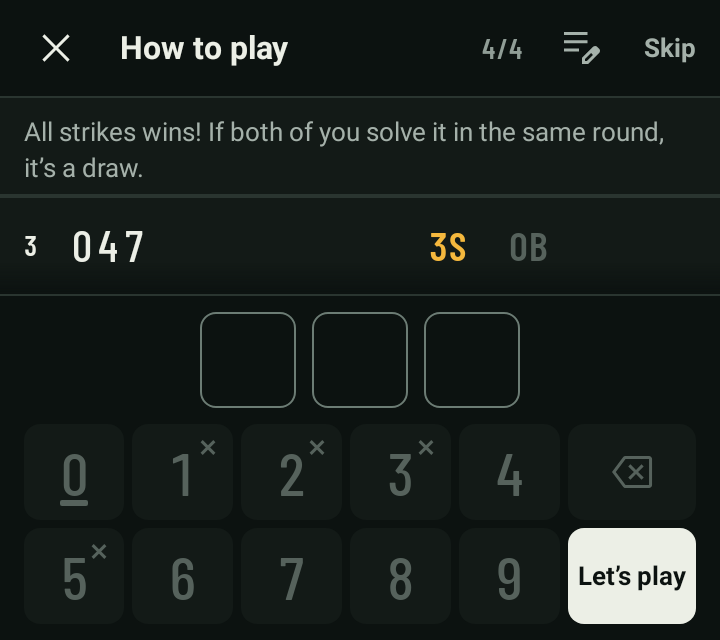 How to play
4/4
Skip
All strikes wins! If both of you solve it in the same round,
it’s a draw.
3 047 3S 0B
0 1 2 3 4
5 6 7 8 9 Let’s play